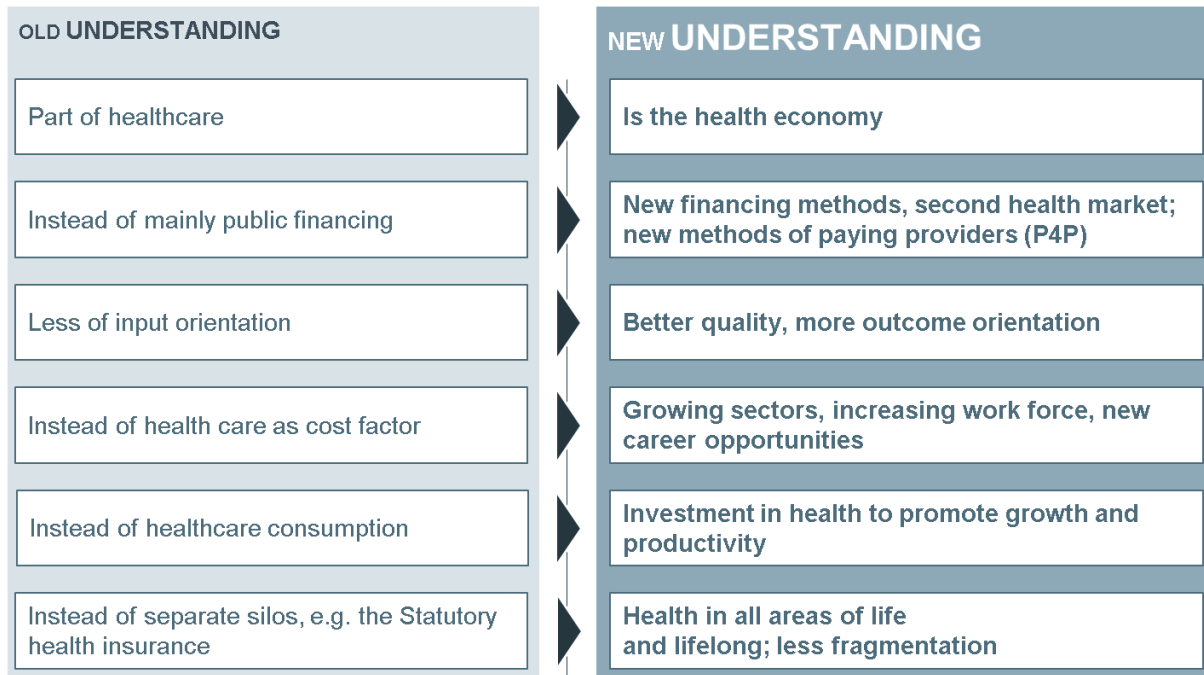 OLD UNDERSTANDING
NEW UNDERSTANDING
Part of healthcare
Is the health economy
Instead of mainly public financing
New financing methods, second health market;
new methods of paying providers (P4P)
Less of input orientation
Better quality, more outcome orientation
Instead of health care as cost factor
Growing sectors, increasing work force, new
career opportunities
Instead of healthcare consumption
Investment in health to promote growth and
productivity
Instead of separate silos, e.g. the Statutory
health insurance
Health in all areas of life
and lifelong; less fragmentation